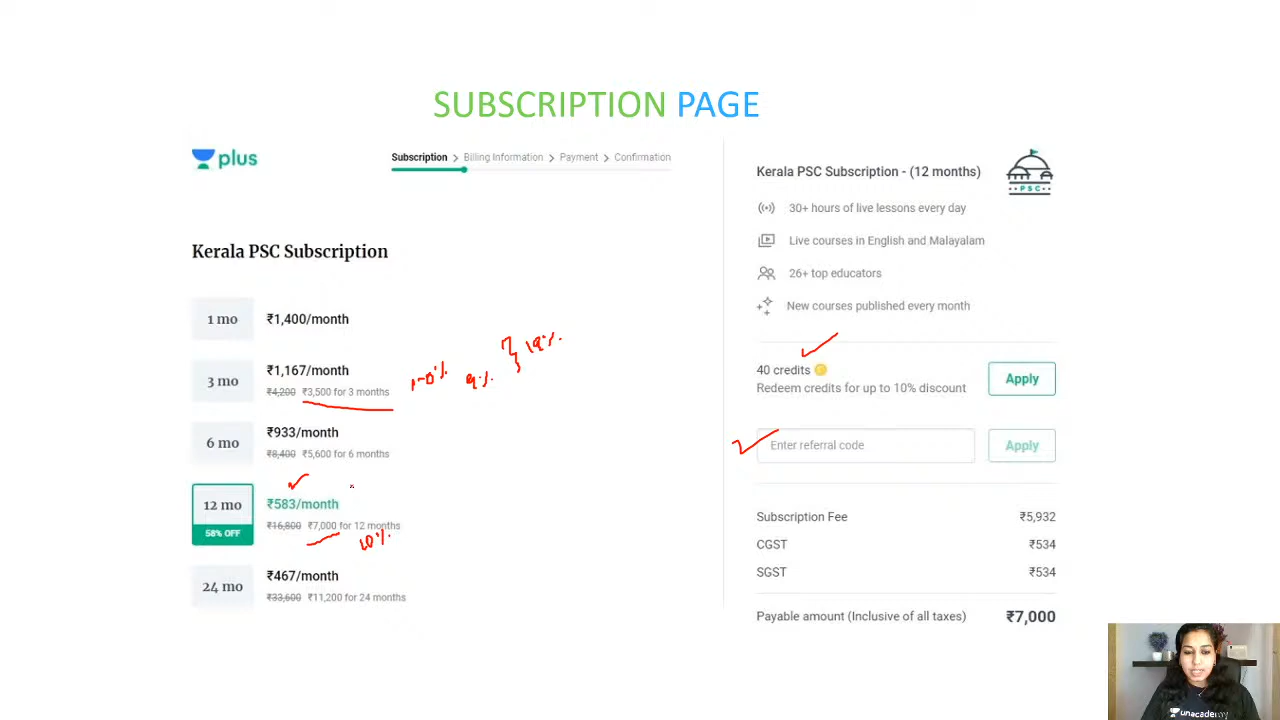 SUBSCRIPTION PAGE
plus
Subscription > Billing Information > Payment > Confirmation
Kerala PSC Subscription
1 mo ₹1,400/month
3 mo ₹1,167/month
₹4,200 ₹3,500 for 3 months
9%
} 19%
6 mo ₹933/month
₹8,400 ₹5,600 for 6 months
12 mo ₹583/month
58% OFF ₹16,800 ₹7,000 for 12 months
10%
24 mo ₹467/month
₹33,600 ₹11,200 for 24 months
Kerala PSC Subscription - (12 months)
PSC
30+ hours of live lessons every day
Live courses in English and Malayalam
26+ top educators
New courses published every month
40 credits
Redeem credits for up to 10% discount
Apply
Enter referral code Apply
Subscription Fee ₹5,932
CGST ₹534
SGST ₹534
Payable amount (Inclusive of all taxes) ₹7,000
unacademy